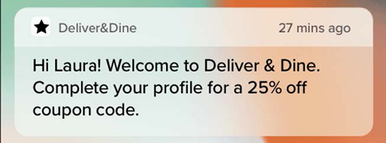 Deliver&Dine 27 mins ago
Hi Laura! Welcome to Deliver & Dine.
Complete your profile for a 25% off
coupon code.